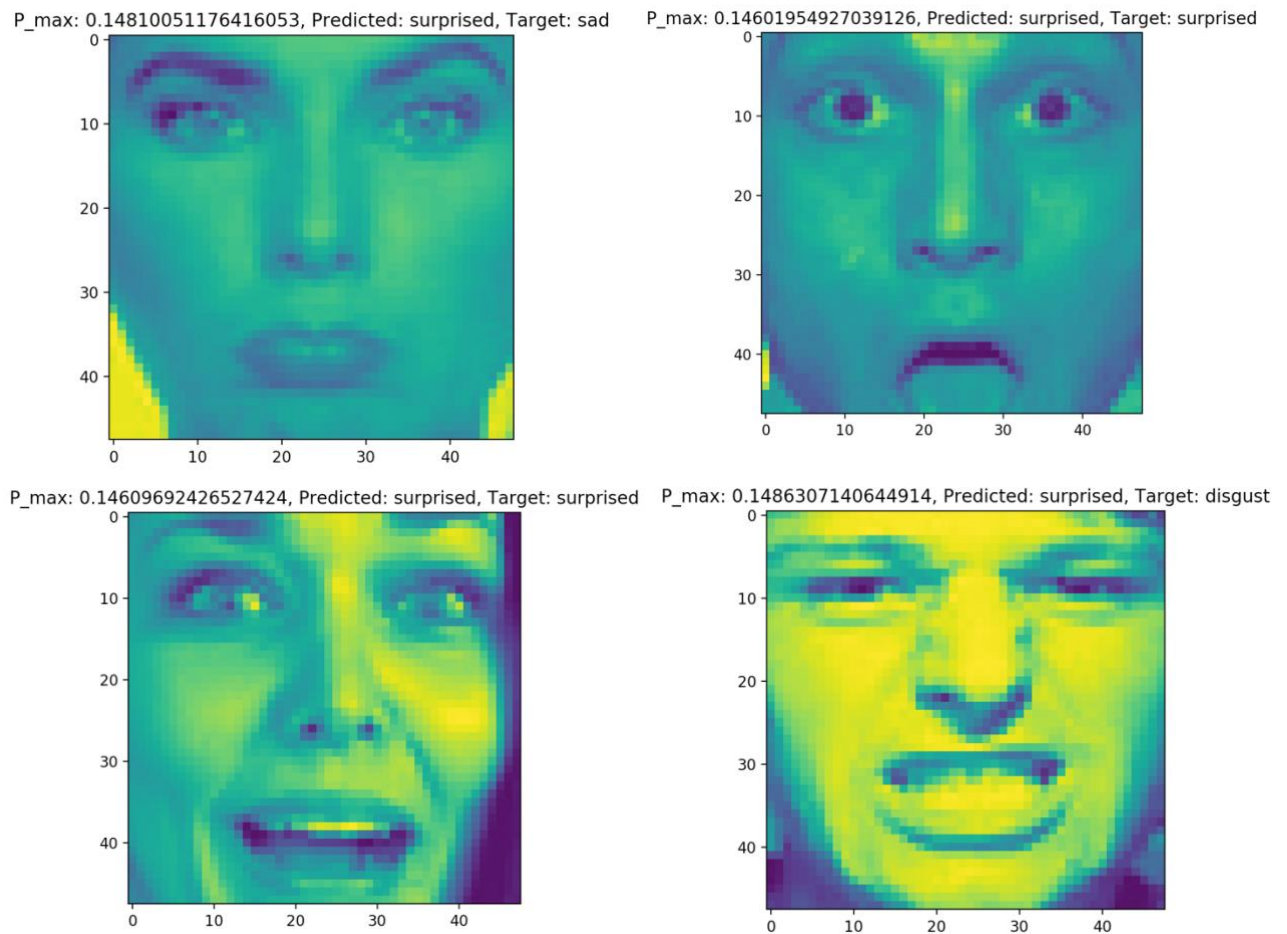 P_max: 0.14810051176416053, Predicted: surprised, Target: sad
0
10
20
30
40
0 10 20 30 40
P_max: 0.14601954927039126, Predicted: surprised, Target: surprised
0
10
20
30
40
0 10 20 30 40
P_max: 0.14609692426527424, Predicted: surprised, Target: surprised
0
10
20
30
40
0 10 20 30 40
P_max: 0.1486307140644914, Predicted: surprised, Target: disgust
0
10
20
30
40
0 10 20 30 40